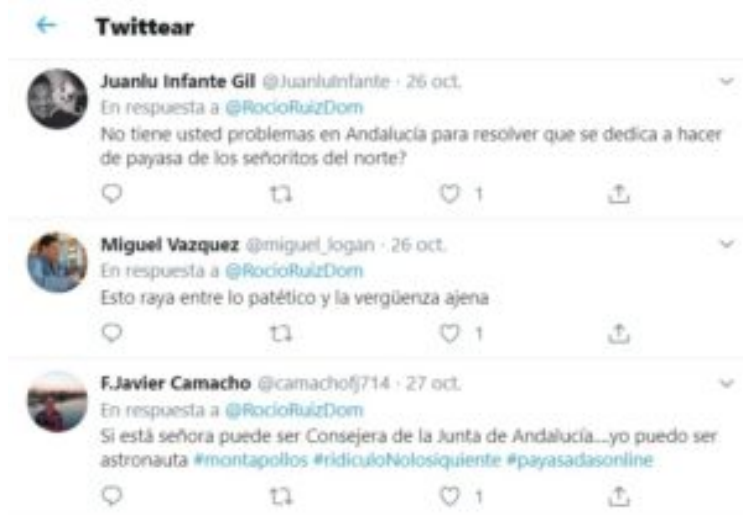 Twittear
Juanlu Infante Gil @JuanluInfante · 26 oct.
En respuesta a @RocioRuizDom
No tiene usted problemas en Andalucía para resolver que se dedica a hacer
de payasa de los señoritos del norte?
1
Miguel Vazquez @miguel_logan · 26 oct.
En respuesta a @RocioRuizDom
Esto raya entre lo patético y la vergüenza ajena
1
F.Javier Camacho @camachofj714 · 27 oct.
En respuesta a @RocioRuizDom
Si está señora puede ser Consejera de la Junta de Andalucía....yo puedo ser
astronauta #montapollos #ridiculoNolosiquiente #payasadasonline
1